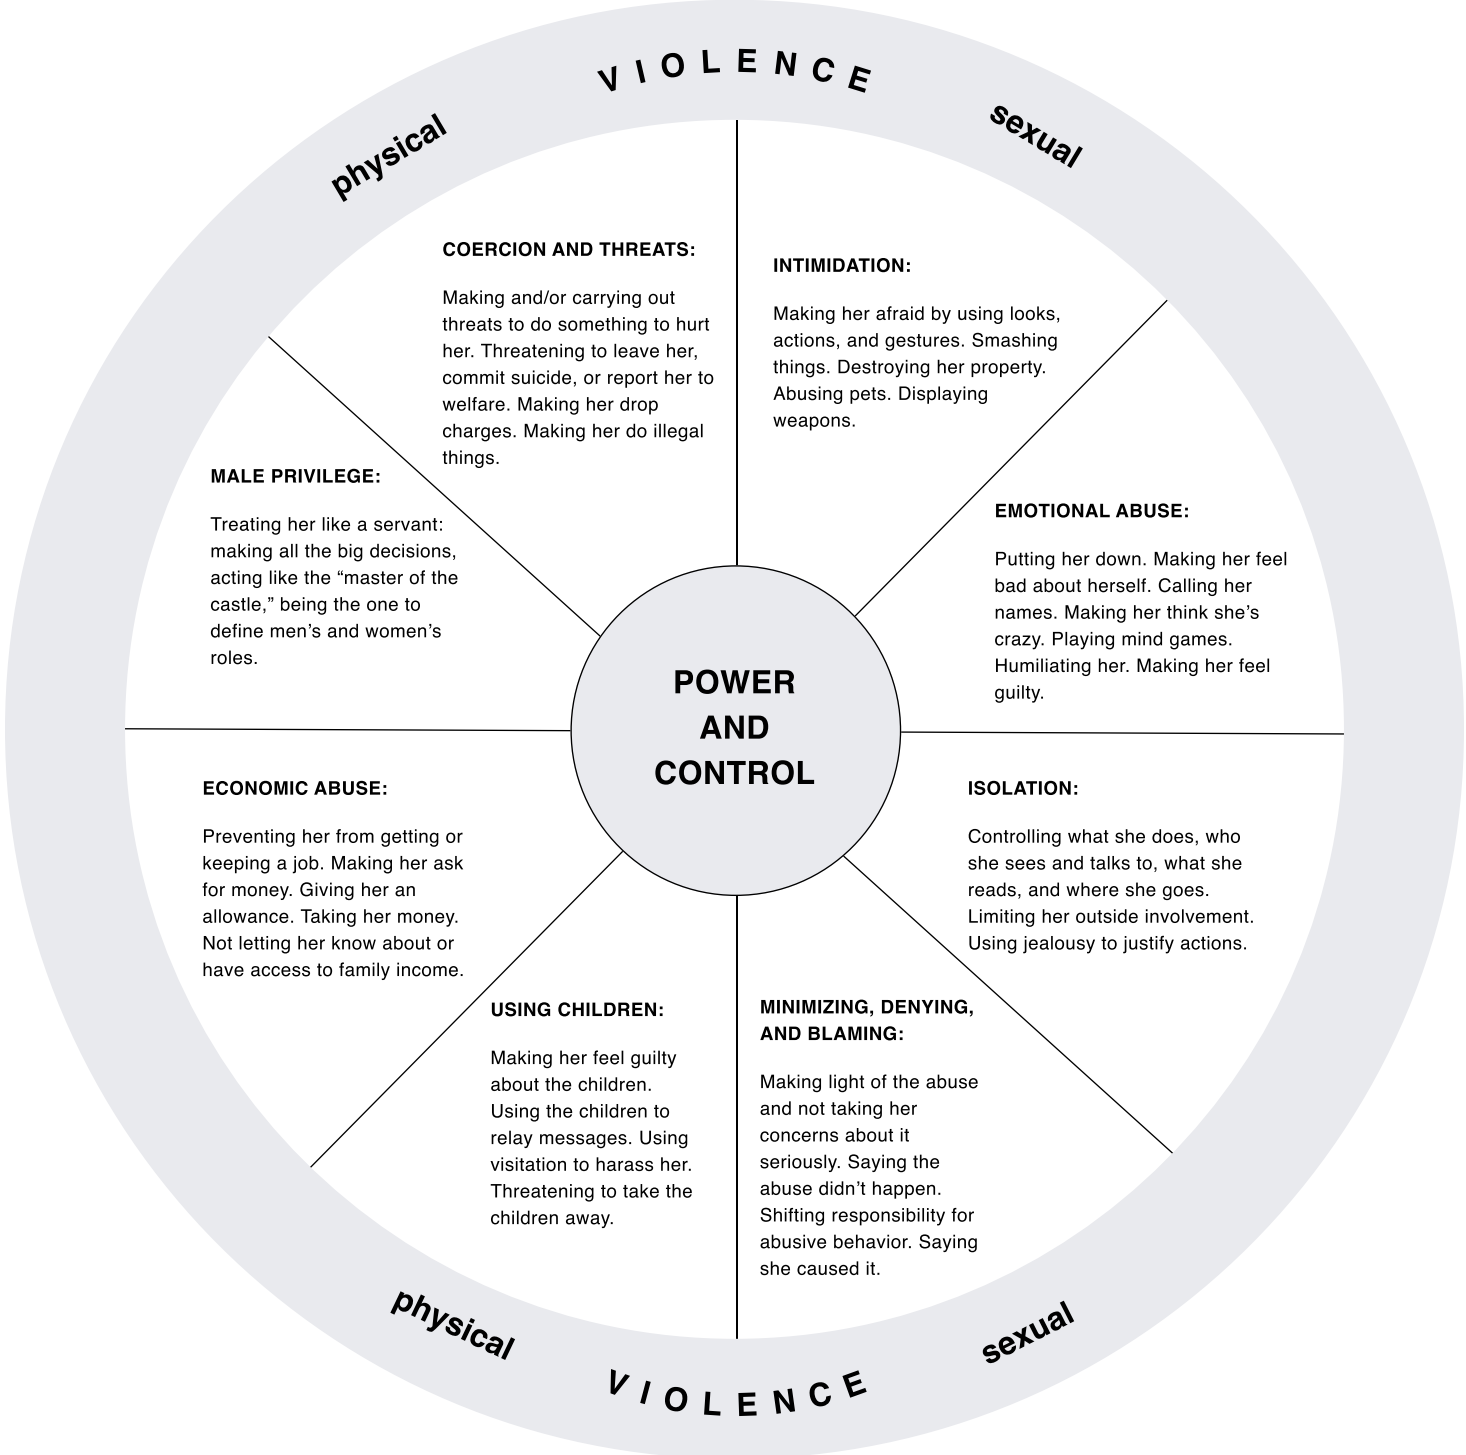 VIOLENCE
physical
sexual
COERCION AND THREATS:
Making and/or carrying out
threats to do something to hurt
her. Threatening to leave her,
commit suicide, or report her to
welfare. Making her drop
charges. Making her do illegal
things.
INTIMIDATION:
Making her afraid by using looks,
actions, and gestures. Smashing
things. Destroying her property.
Abusing pets. Displaying
weapons.
MALE PRIVILEGE:
Treating her like a servant:
making all the big decisions,
acting like the “master of the
castle,” being the one to
define men’s and women’s
roles.
EMOTIONAL ABUSE:
Putting her down. Making her feel
bad about herself. Calling her
names. Making her think she’s
crazy. Playing mind games.
Humiliating her. Making her feel
guilty.
POWER
AND
CONTROL
ECONOMIC ABUSE:
Preventing her from getting or
keeping a job. Making her ask
for money. Giving her an
allowance. Taking her money.
Not letting her know about or
have access to family income.
ISOLATION:
Controlling what she does, who
she sees and talks to, what she
reads, and where she goes.
Limiting her outside involvement.
Using jealousy to justify actions.
USING CHILDREN:
Making her feel guilty
about the children.
Using the children to
relay messages. Using
visitation to harass her.
Threatening to take the
children away.
MINIMIZING, DENYING,
AND BLAMING:
Making light of the abuse
and not taking her
concerns about it
seriously. Saying the
abuse didn’t happen.
Shifting responsibility for
abusive behavior. Saying
she caused it.
physical
sexual
VIOLENCE